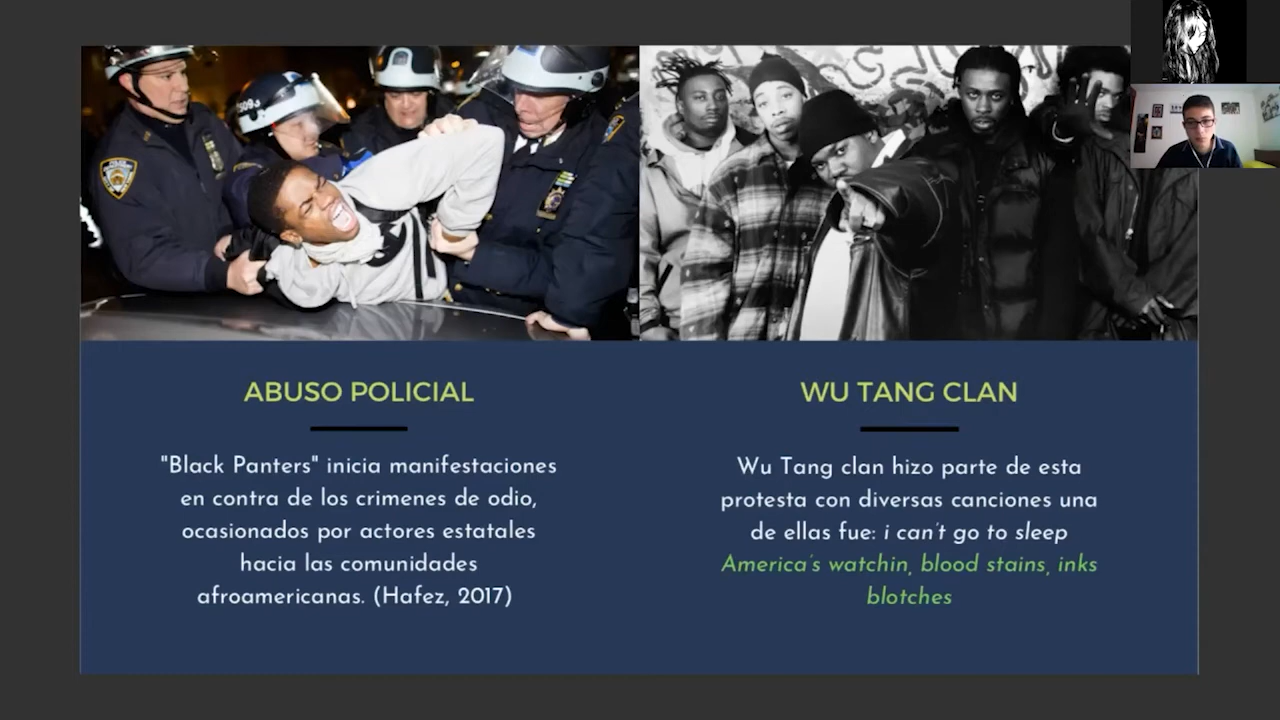 ABUSO POLICIAL
"Black Panters" inicia manifestaciones
en contra de los crimenes de odio,
ocasionados por actores estatales
hacia las comunidades
afroamericanas. (Hafez, 2017)
WU TANG CLAN
Wu Tang clan hizo parte de esta
protesta con diversas canciones una
de ellas fue: i can't go to sleep
America's watchin, blood stains, inks
blotches